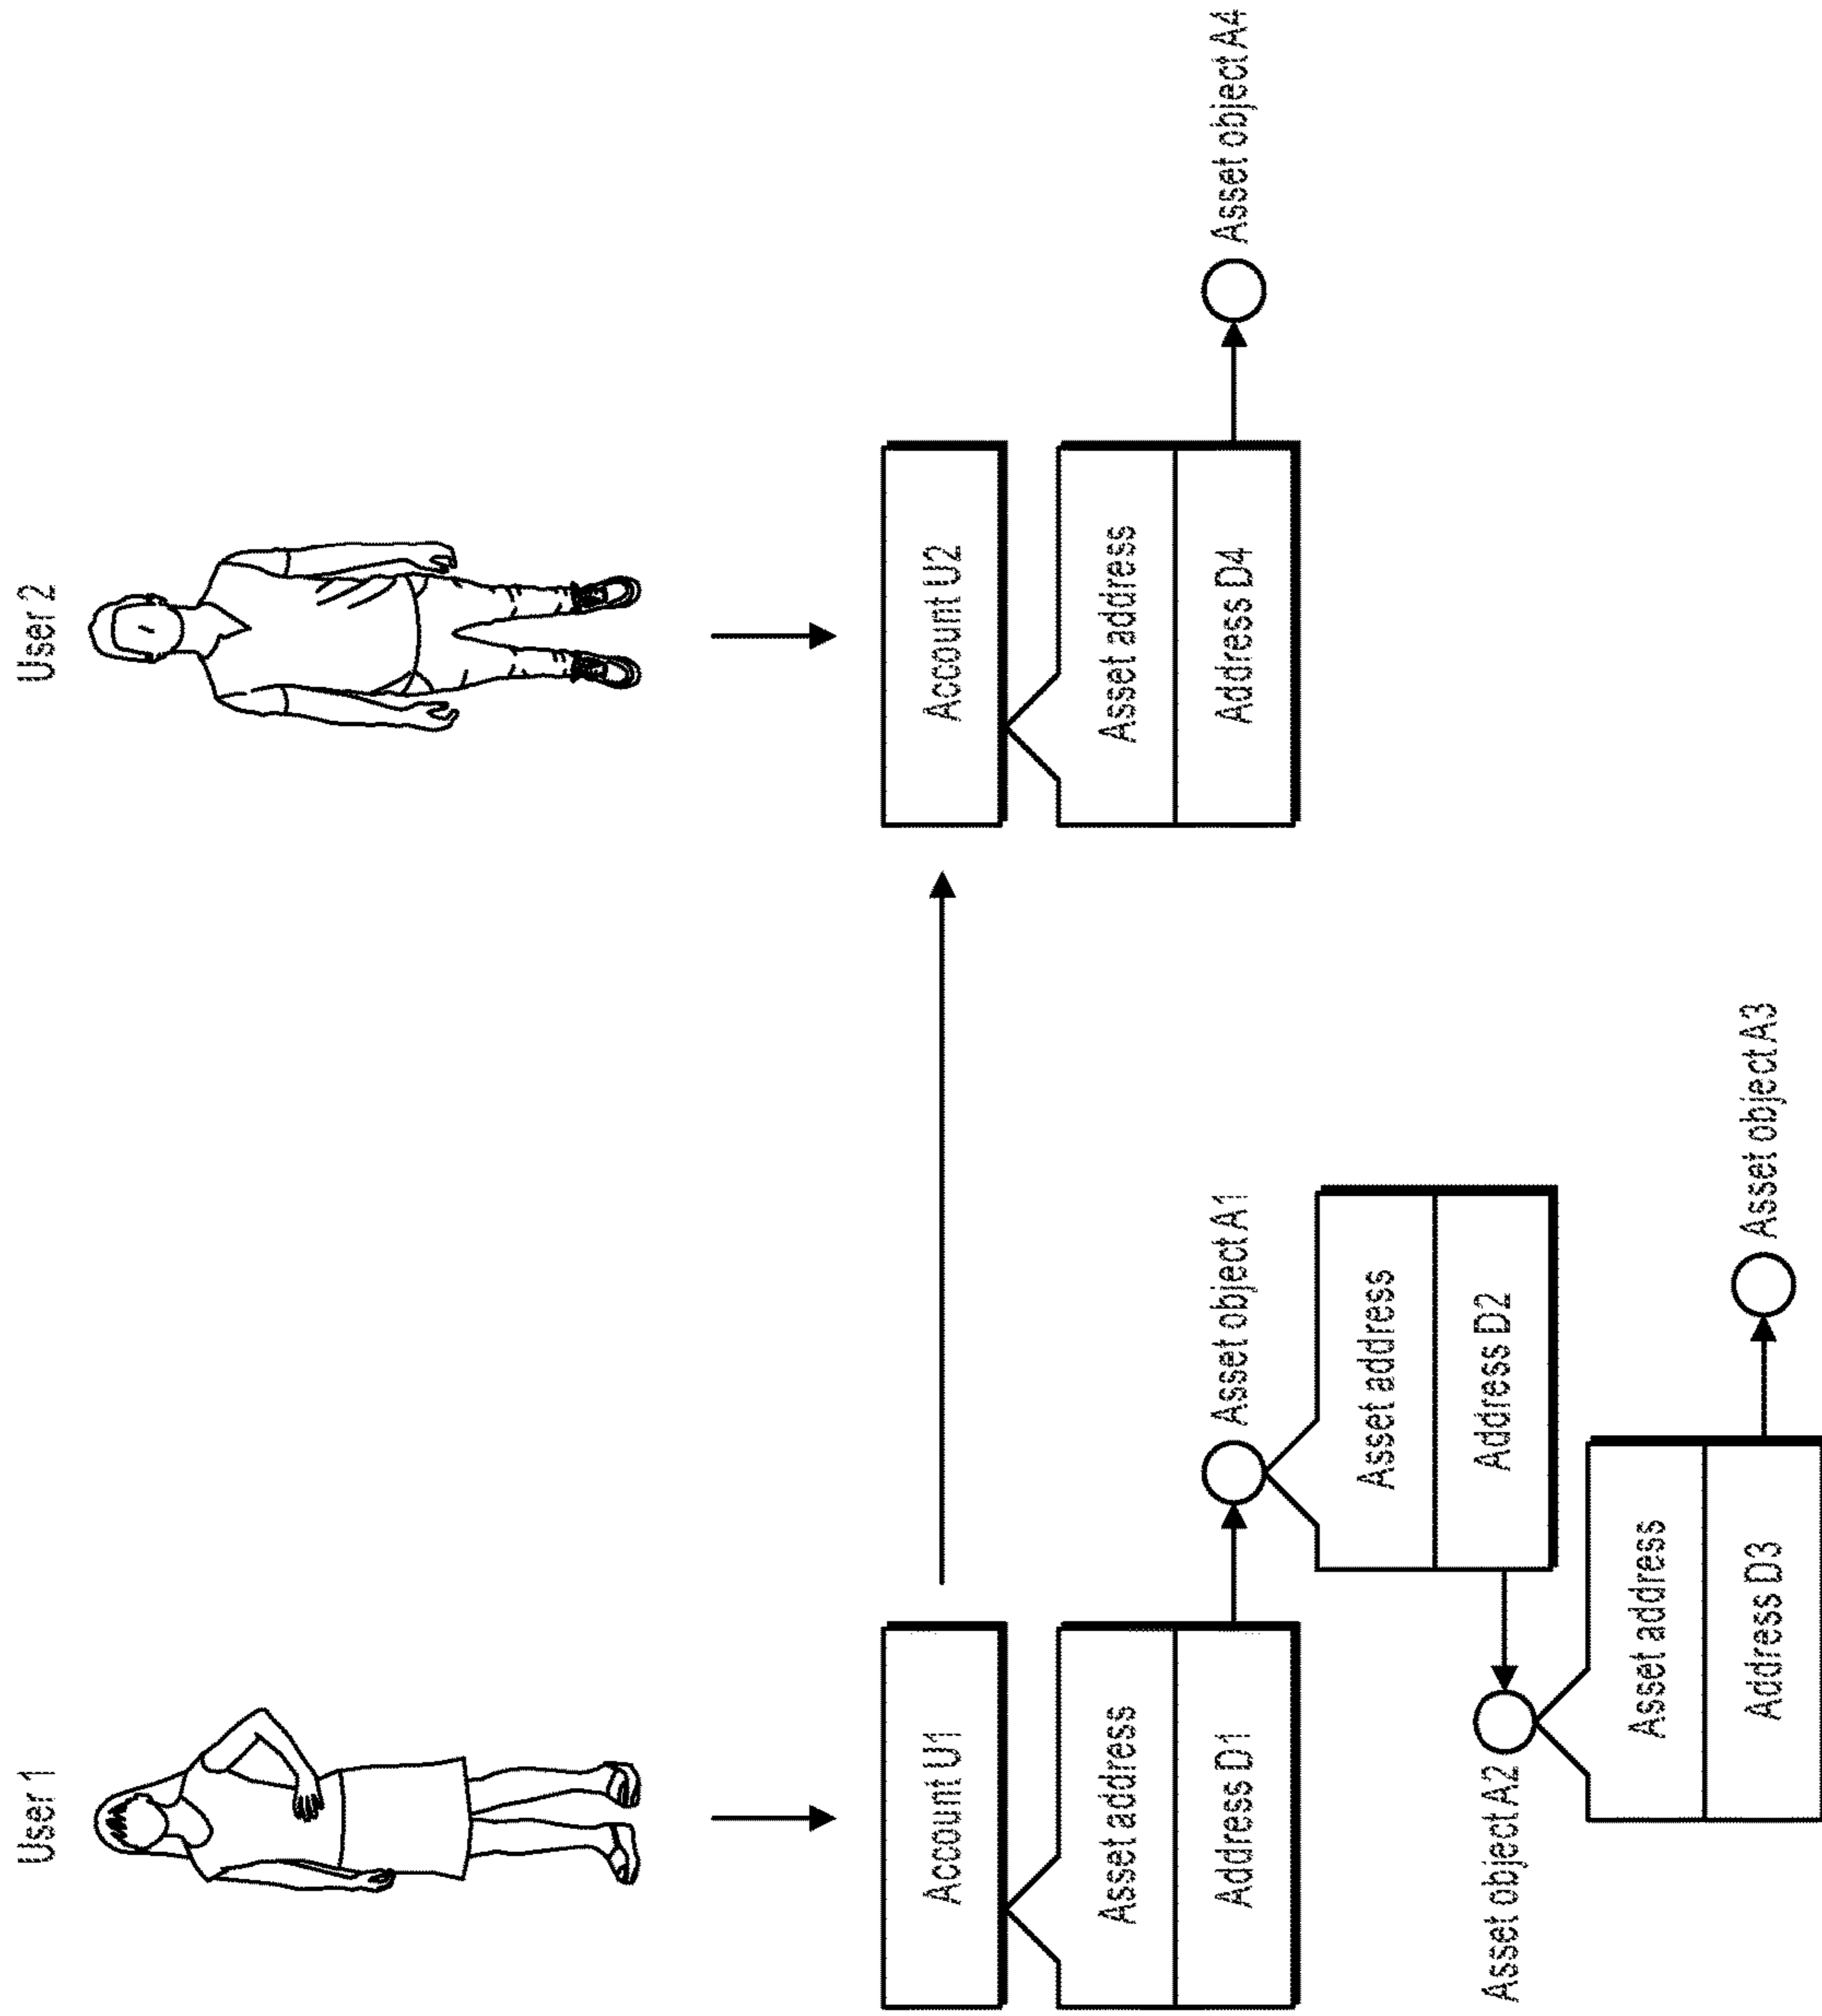 User 1
User 2
Account U1
Account U2
Asset address
Address D1
Asset address
Address D4
Asset object A1
Asset object A4
Asset address
Address D2
Asset object A2
Asset address
Address D3
Asset object A3